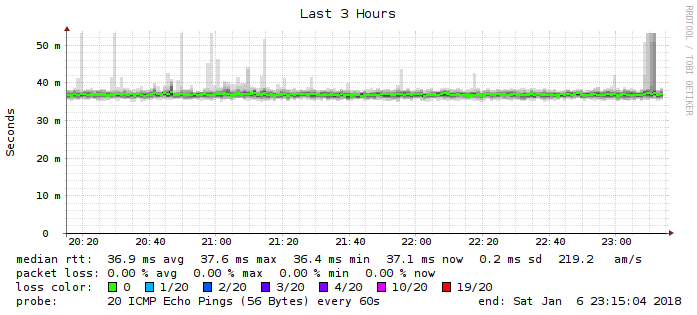 Last 3 Hours
RRDTOOL / TOBI OETIKER
Seconds
50 m
40 m
30 m
20 m
10 m
0
20:20 20:40 21:00 21:20 21:40 22:00 22:20 22:40 23:00
median rtt: 36.9 ms avg 37.6 ms max 36.4 ms min 37.1 ms now 0.2 ms sd 219.2 am/s
packet loss: 0.00 % avg 0.00 % max 0.00 % min 0.00 % now
loss color: 0 1/20 2/20 3/20 4/20 10/20 19/20
probe: 20 ICMP Echo Pings (56 Bytes) every 60s end: Sat Jan 6 23:15:04 2018